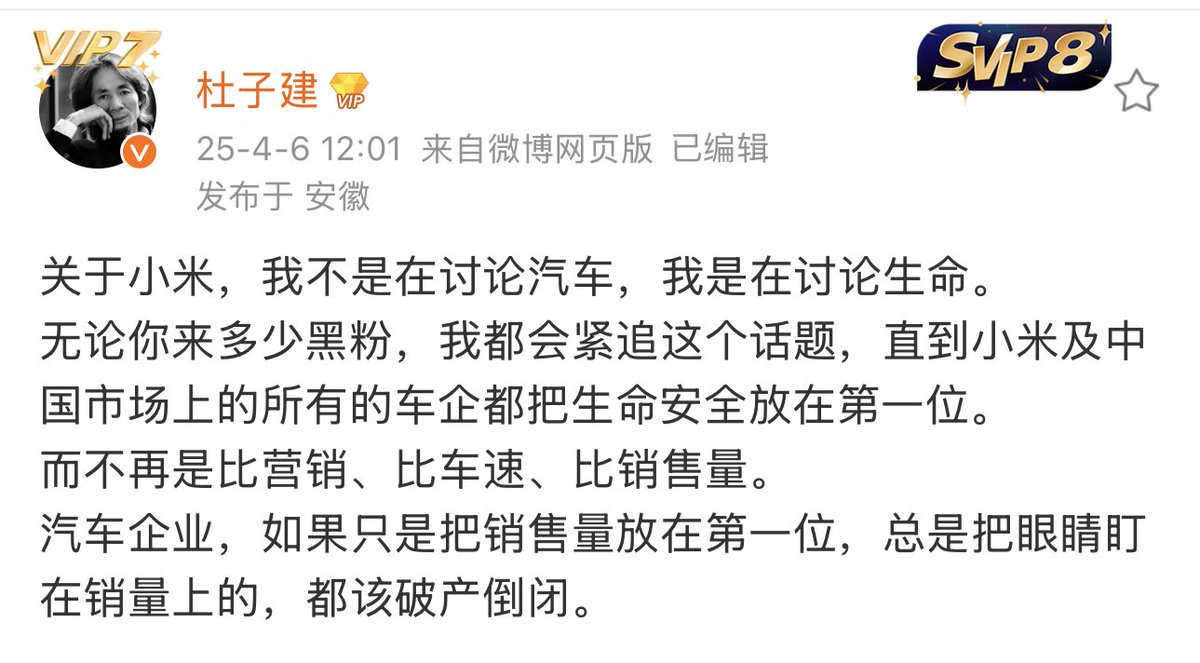 VIP7
SVIP8
杜子建 VIP
25-4-6 12:01 来自微博网页版 已编辑
发布于 安徽
关于小米，我不是在讨论汽车，我是在讨论生命。
无论你来多少黑粉，我都会紧追这个话题，直到小米及中
国市场上的所有的车企都把生命安全放在第一位。
而不再是比营销、比车速、比销售量。
汽车企业，如果只是把销售量放在第一位，总是把眼睛盯
在销量上的，都该破产倒闭。